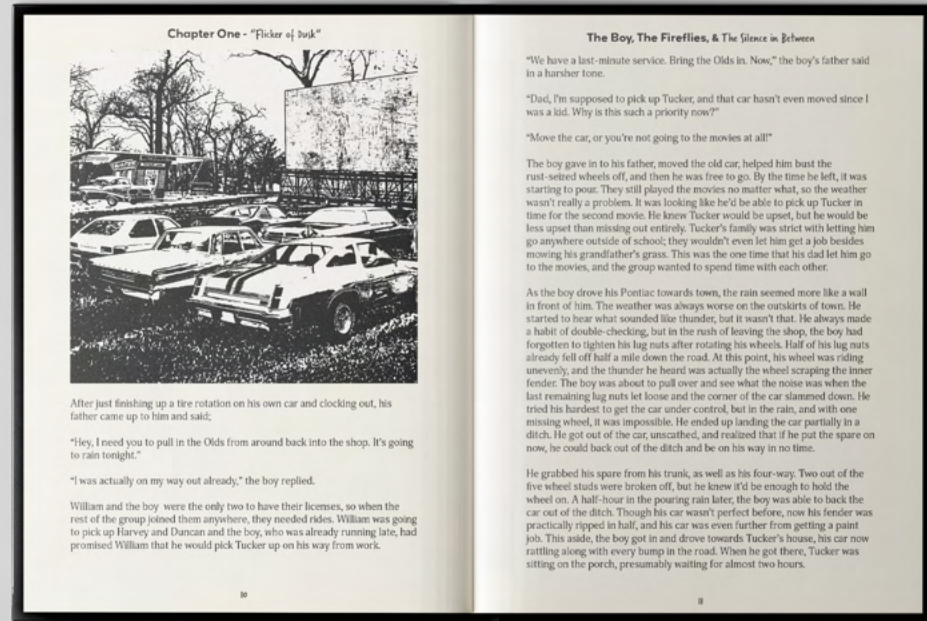 Chapter One - "Flicker of Dusk"
After just finishing up a tire rotation on his own car and clocking out, his
father came up to him and said;
"Hey, I need you to pull in the Olds from around back into the shop. It's going
to rain tonight."
"I was actually on my way out already," the boy replied.
William and the boy were the only two to have their licenses, so when the
rest of the group joined them anywhere, they needed rides. William was going
to pick up Harvey and Duncan and the boy, who was already running late, had
promised William that he would pick Tucker up on his way from work.
10
The Boy, The Fireflies, & The Silence in Between
"We have a last-minute service. Bring the Olds in. Now," the boy's father said
in a harsher tone.
"Dad, I'm supposed to pick up Tucker, and that car hasn't even moved since I
was a kid. Why is this such a priority now?"
"Move the car, or you're not going to the movies at all!"
The boy gave in to his father, moved the old car, helped him bust the
rust-seized wheels off, and then he was free to go. By the time he left, it was
starting to pour. They still played the movies no matter what, so the weather
wasn't really a problem. It was looking like he'd be able to pick up Tucker in
time for the second movie. He knew Tucker would be upset, but he would be
less upset than missing out entirely. Tucker's family was strict with letting him
go anywhere outside of school; they wouldn't even let him get a job besides
mowing his grandfather's grass. This was the one time that his dad let him go
to the movies, and the group wanted to spend time with each other.
As the boy drove his Pontiac towards town, the rain seemed more like a wall
in front of him. The weather was always worse on the outskirts of town. He
started to hear what sounded like thunder, but it wasn't that. He always made
a habit of double-checking, but in the rush of leaving the shop, the boy had
forgotten to tighten his lug nuts after rotating his wheels. Half of his lug nuts
already fell off half a mile down the road. At this point, his wheel was riding
unevenly, and the thunder he heard was actually the wheel scraping the inner
fender. The boy was about to pull over and see what the noise was when the
last remaining lug nuts let loose and the corner of the car slammed down. He
tried his hardest to get the car under control, but in the rain, and with one
missing wheel, it was impossible. He ended up landing the car partially in a
ditch. He got out of the car, unscathed, and realized that if he put the spare on
now, he could back out of the ditch and be on his way in no time.
He grabbed his spare from his trunk, as well as his four-way. Two out of the
five wheel studs were broken off, but he knew it'd be enough to hold the
wheel on. A half-hour in the pouring rain later, the boy was able to back the
car out of the ditch. Though his car wasn't perfect before, now his fender was
practically ripped in half, and his car was even further from getting a paint
job. This aside, the boy got in and drove towards Tucker's house, his car now
rattling along with every bump in the road. When he got there, Tucker was
sitting on the porch, presumably waiting for almost two hours.
11